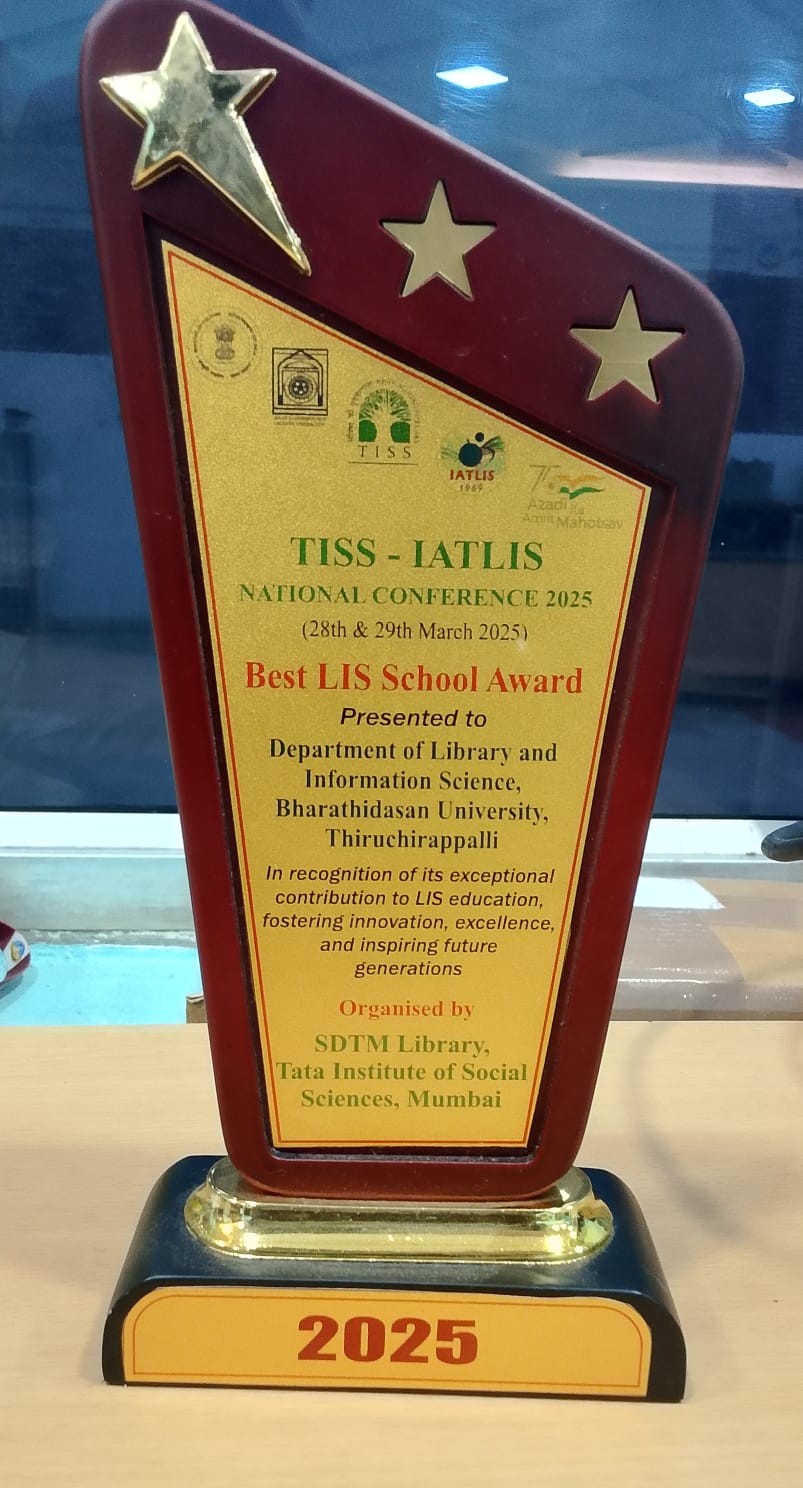 TISS
IATLIS
1969
Azadi Ka
Amrit Mahotsav
TISS - IATLIS
NATIONAL CONFERENCE 2025
(28th & 29th March 2025)
Best LIS School Award
Presented to
Department of Library and
Information Science,
Bharathidasan University,
Thiruchirappalli
In recognition of its exceptional
contribution to LIS education,
fostering innovation, excellence,
and inspiring future
generations
Organised by
SDTM Library,
Tata Institute of Social
Sciences, Mumbai
2025